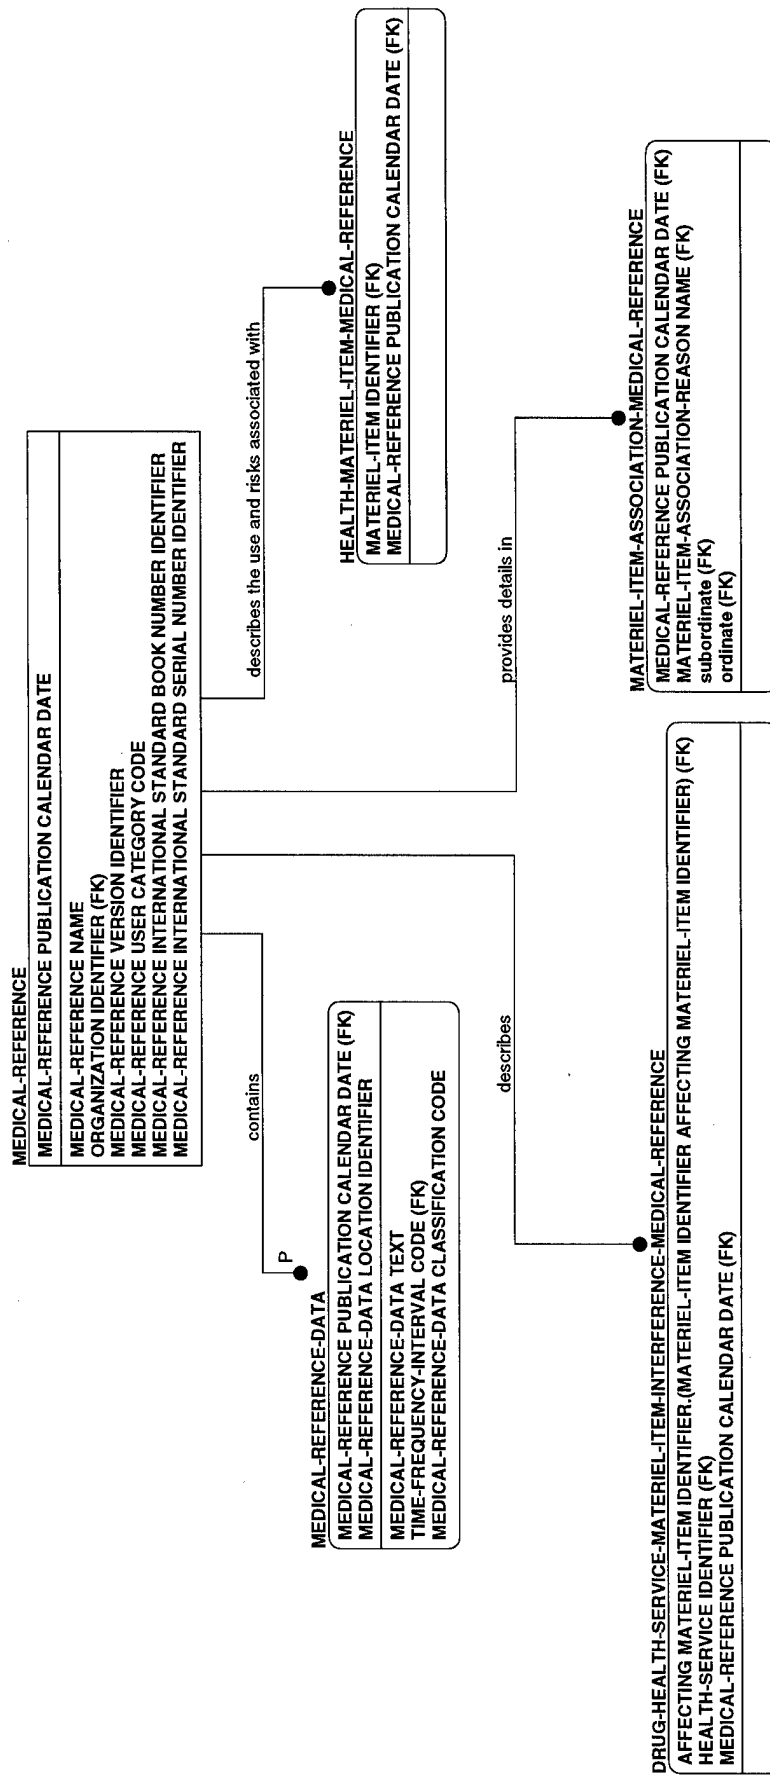 MEDICAL-REFERENCE
MEDICAL-REFERENCE PUBLICATION CALENDAR DATE
MEDICAL-REFERENCE NAME
ORGANIZATION IDENTIFIER (FK)
MEDICAL-REFERENCE VERSION IDENTIFIER
MEDICAL-REFERENCE USER CATEGORY CODE
MEDICAL-REFERENCE INTERNATIONAL STANDARD BOOK NUMBER IDENTIFIER
MEDICAL-REFERENCE INTERNATIONAL STANDARD SERIAL NUMBER IDENTIFIER
contains
P
describes the use and risks associated with
MEDICAL-REFERENCE-DATA
MEDICAL-REFERENCE PUBLICATION CALENDAR DATE (FK)
MEDICAL-REFERENCE-DATA LOCATION IDENTIFIER
MEDICAL-REFERENCE-DATA TEXT
TIME-FREQUENCY-INTERVAL CODE (FK)
MEDICAL-REFERENCE-DATA CLASSIFICATION CODE
HEALTH-MATERIEL-ITEM-MEDICAL-REFERENCE
MATERIEL-ITEM IDENTIFIER (FK)
MEDICAL-REFERENCE PUBLICATION CALENDAR DATE (FK)
describes
provides details in
DRUG-HEALTH-SERVICE-MATERIEL-ITEM-INTERFERENCE-MEDICAL-REFERENCE
AFFECTING MATERIEL-ITEM IDENTIFIER.(MATERIEL-ITEM IDENTIFIER AFFECTING MATERIEL-ITEM IDENTIFIER) (FK)
HEALTH-SERVICE IDENTIFIER (FK)
MEDICAL-REFERENCE PUBLICATION CALENDAR DATE (FK)
MATERIEL-ITEM-ASSOCIATION-MEDICAL-REFERENCE
MEDICAL-REFERENCE PUBLICATION CALENDAR DATE (FK)
MATERIEL-ITEM-ASSOCIATION-REASON NAME (FK)
subordinate (FK)
ordinate (FK)